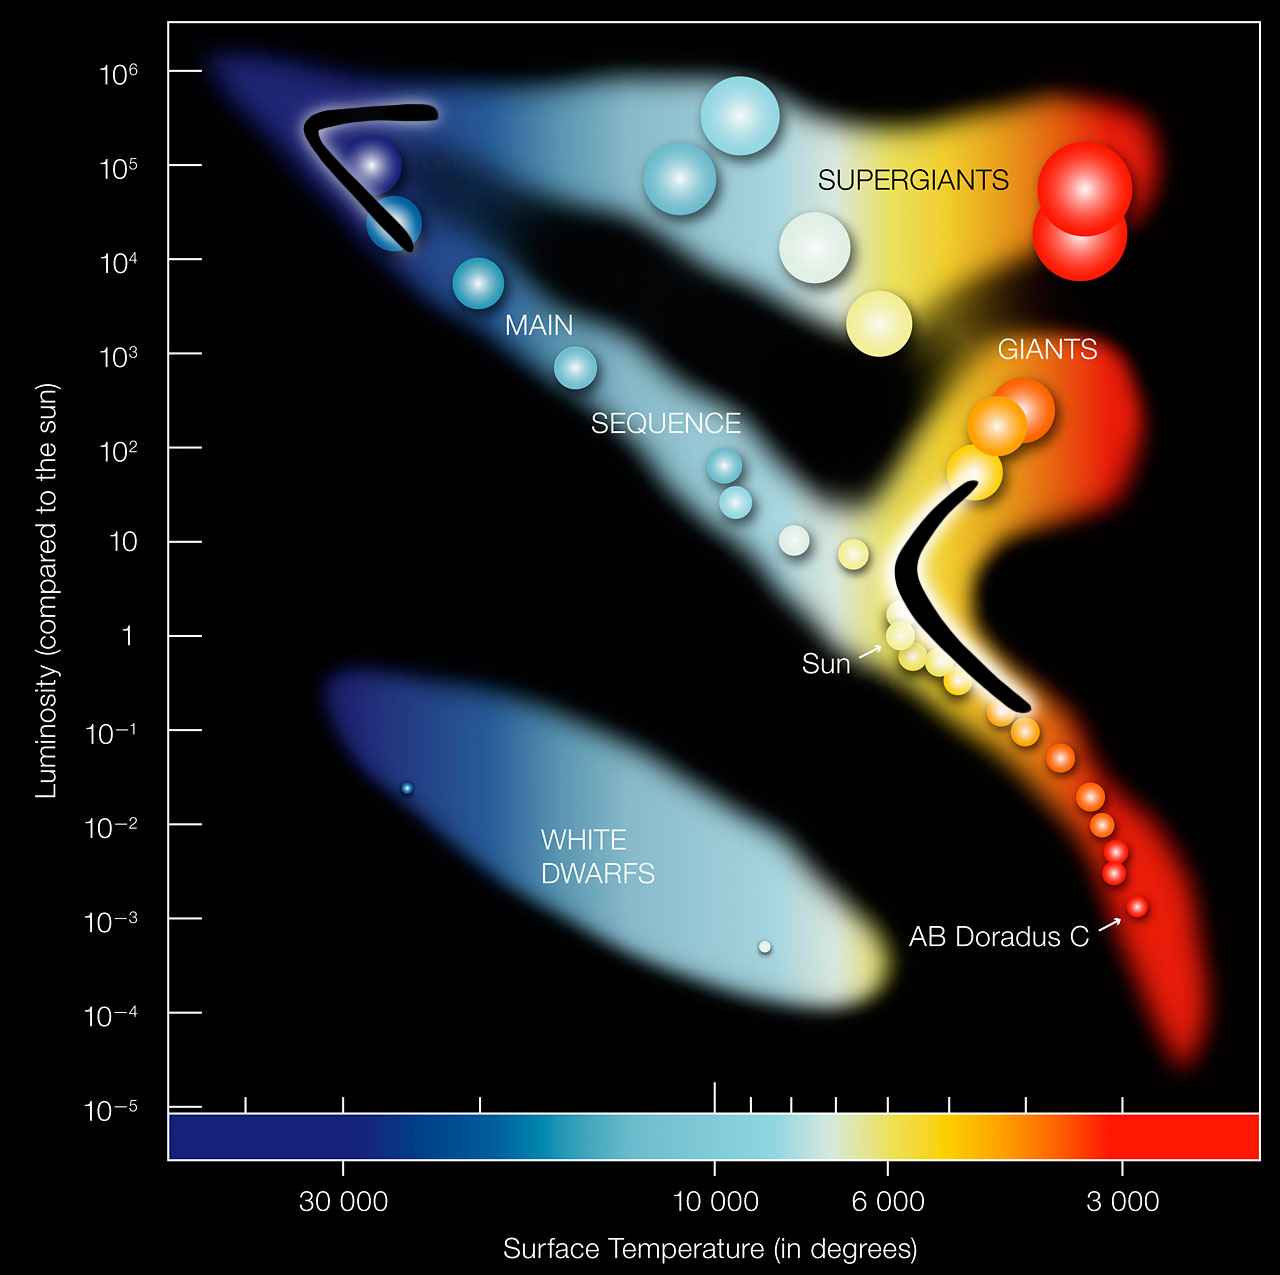 10⁶
10⁵
SUPERGIANTS
10⁴
MAIN
10³
GIANTS
SEQUENCE
10²
10
1
Sun
10⁻¹
10⁻²
WHITE
DWARFS
10⁻³
AB Doradus C
10⁻⁴
10⁻⁵
Luminosity (compared to the sun)
30 000
10 000
6 000
3 000
Surface Temperature (in degrees)